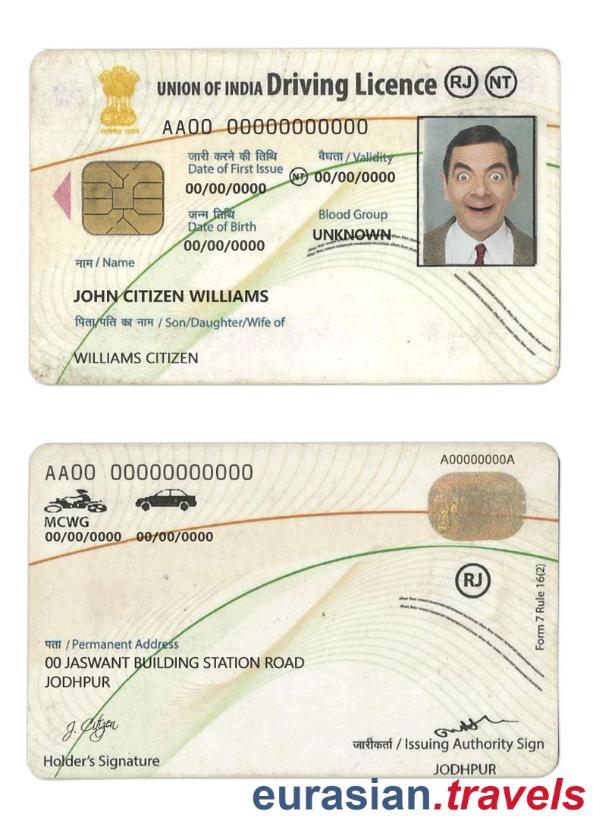 UNION OF INDIA Driving Licence RJ NT
AA00 00000000000
जारी करने की तिथि
Date of First Issue
00/00/0000
वैधता / Validity
NT 00/00/0000
जन्म तिथि
Date of Birth
00/00/0000
Blood Group
UNKNOWN
नाम / Name
JOHN CITIZEN WILLIAMS
पिता/पति का नाम / Son/Daughter/Wife of
WILLIAMS CITIZEN
AA00 00000000000
A00000000A
MCWG
00/00/0000 00/00/0000
RJ
Form 7 Rule 16(2)
पता / Permanent Address
00 JASWANT BUILDING STATION ROAD
JODHPUR
J. Citizen
Holder's Signature
जारीकर्ता / Issuing Authority Sign
JODHPUR
eurasian.travels